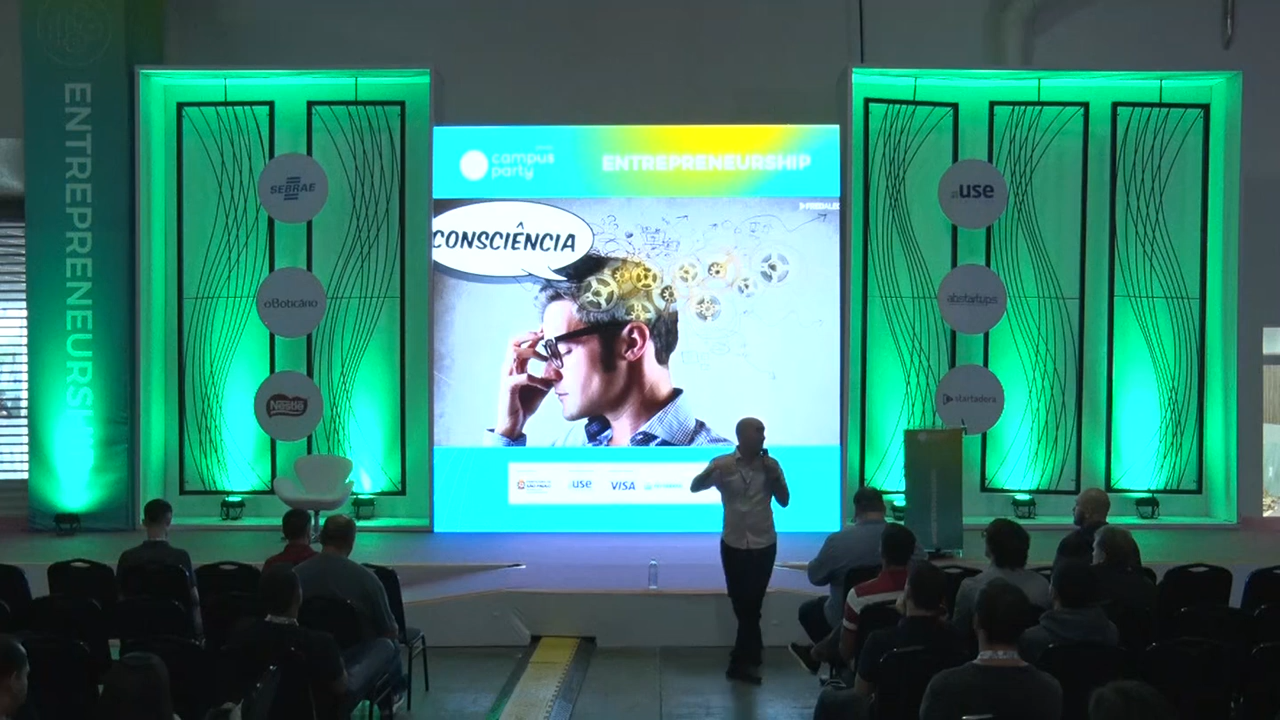 ENTREPRENEURSHIP
campus
party
ENTREPRENEURSHIP
CONSCIÊNCIA
SEBRAE
oBoticário
Nestlé
use
abstartups
startadora
use
VISA